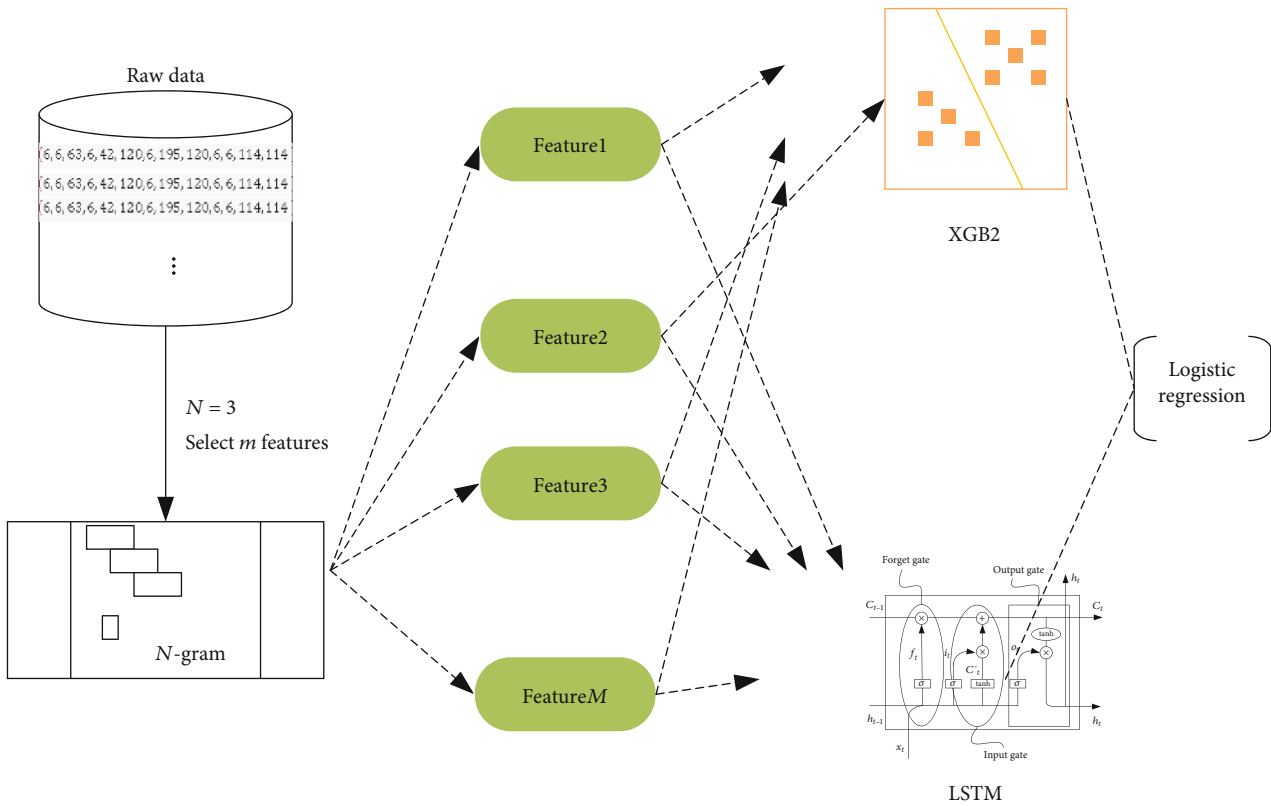 Raw data
{6,6,63,6,42,120,6,195,120,6,6,114,114
{6,6,63,6,42,120,6,195,120,6,6,114,114
{6,6,63,6,42,120,6,195,120,6,6,114,114
⋮
N = 3
Select m features
N-gram
Feature1
Feature2
Feature3
FeatureM
XGB2
Forget gate
Output gate
h_t
C_{t-1}
C_t
tanh
f_t
i_t
o_t
C'_t
σ
σ
tanh
σ
h_{t-1}
h_t
x_t
Input gate
LSTM
Logistic
regression